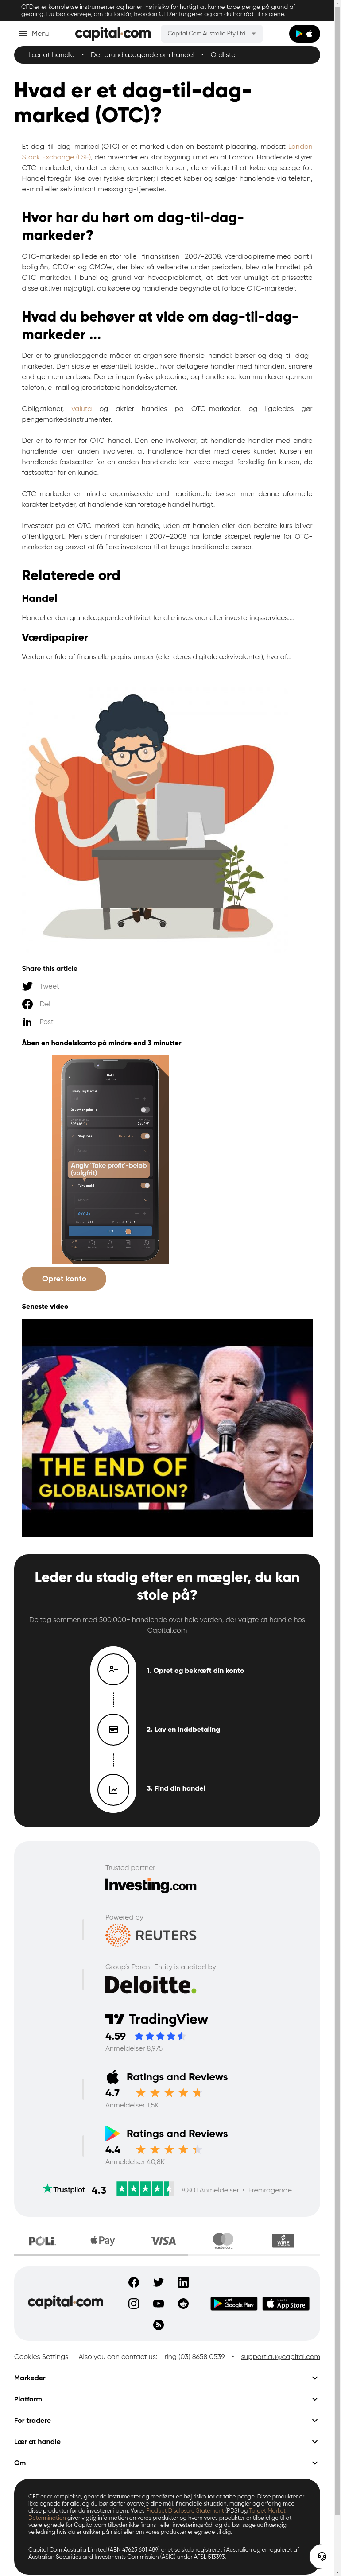 CFD'er er komplekse instrumenter og har en høj risiko for hurtigt at kunne tabe penge på grund af
gearing. Du bør overveje, om du forstår, hvordan CFD'er fungerer og om du har råd til risiciene.
Menu
capital.com
Capital Com Australia Pty Ltd
Lær at handle • Det grundlæggende om handel • Ordliste
Hvad er et dag-til-dag-
marked (OTC)?
Et dag-til-dag-marked (OTC) er et marked uden en bestemt placering, modsat London
Stock Exchange (LSE), der anvender en stor bygning i midten af London. Handlende styrer
OTC-markedet, da det er dem, der sætter kursen, de er villige til at købe og sælge for.
Handel foregår ikke over fysiske skranker; i stedet køber og sælger handlende via telefon,
e-mail eller selv instant messaging-tjenester.
Hvor har du hørt om dag-til-dag-
markeder?
OTC-markeder spillede en stor rolle i finanskrisen i 2007-2008. Værdipapirerne med pant i
boliglån, CDO'er og CMO'er, der blev så velkendte under perioden, blev alle handlet på
OTC-markeder. I bund og grund var hovedproblemet, at det var umuligt at prissætte
disse aktiver nøjagtigt, da købere og handlende begyndte at forlade OTC-markeder.
Hvad du behøver at vide om dag-til-dag-
markeder ...
Der er to grundlæggende måder at organisere finansiel handel: børser og dag-til-dag-
markeder. Den sidste er essentielt todsidet, hvor deltagere handler med hinanden, snarere
end gennem en børs. Der er ingen fysisk placering, og handlende kommunikerer gennem
telefon, e-mail og proprietære handelssystemer.
Obligationer, valuta og aktier handles på OTC-markeder, og ligeledes gør
pengemarkedsinstrumenter.
Der er to former for OTC-handel. Den ene involverer, at handlende handler med andre
handlende; den anden involverer, at handlende handler med deres kunder. Kursen en
handlende fastsætter for en anden handlende kan være meget forskellig fra kursen, de
fastsætter for en kunde.
OTC-markeder er mindre organiserende end traditionelle børser, men denne uformelle
karakter betyder, at handlende kan foretage handel hurtigt.
Investorer på et OTC-marked kan handle, uden at handlen eller den betalte kurs bliver
offentliggjort. Men siden finanskrisen i 2007–2008 har lande skærpet reglerne for OTC-
markeder og prøvet at få flere investorer til at bruge traditionelle børser.
Relaterede ord
Handel
Handel er den grundlæggende aktivitet for alle investorer eller investeringsservices....
Værdipapirer
Verden er fuld af finansielle papirstumper (eller deres digitale ækvivalenter), hvoraf...
Share this article
Tweet
Del
Post
Åben en handelskonto på mindre end 3 minutter
Gold
Buy when price is
Stop loss
Angiv 'Take profit'-beløb
(valgfrit)
Take profit
Buy
Opret konto
Seneste video
THE END OF
GLOBALISATION?
Leder du stadig efter en mægler, du kan
stole på?
Deltag sammen med 500.000+ handlende over hele verden, der valgte at handle hos
Capital.com
1. Opret og bekræft din konto
2. Lav en inddbetaling
3. Find din handel
Trusted partner
Investing.com
Powered by
REUTERS
Group's Parent Entity is audited by
Deloitte.
TradingView
4.59
Anmeldelser 8,975
Ratings and Reviews
4.7
Anmeldelser 1,5K
Ratings and Reviews
4.4
Anmeldelser 40,8K
Trustpilot 4.3 8,801 Anmeldelser • Fremragende
POLi
Pay
VISA
mastercard
WIRE
capital.com
Google Play
App Store
Cookies Settings Also you can contact us: ring (03) 8658 0539 • support.au@capital.com
Markeder
Platform
For tradere
Lær at handle
Om
CFD'er er komplekse, gearede instrumenter og medfører en høj risiko for at tabe penge. Disse produkter er
ikke egnede for alle, og du bør derfor overveje dine mål, finansielle situation, mangler og erfaring med
disse produkter før du investerer i dem. Vores Product Disclosure Statement (PDS) og Target Market
Determination giver vigtig information om vores produkter og hvem vores produkter er tilbøjelige til at
være egnede for Capital.com yder ikke finans- eller investeringsrådgivning, og du bør søge uafhængig
vejledning hvis du er usikker på risici eller om vores produkter er egnede til dig.
Capital Com Australia Limited (ABN 47625 601 489) er et selskab registreret i Australien og er reguleret af
Australian Securities and Investments Commission (ASIC) under AFSL 513393.